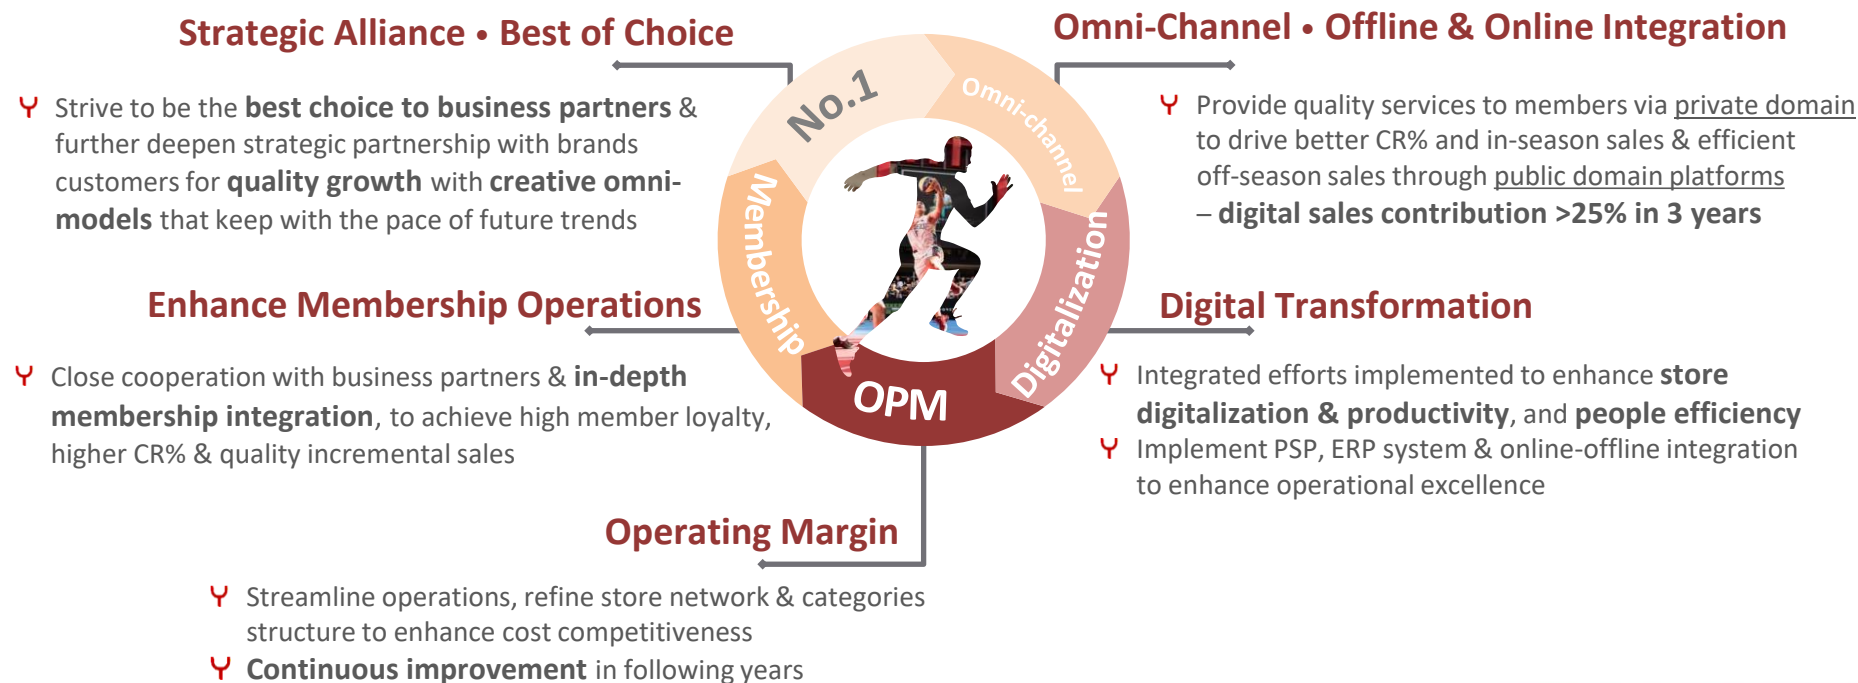 Strategic Alliance • Best of Choice
Strive to be the best choice to business partners &
further deepen strategic partnership with brands
customers for quality growth with creative omni-
models that keep with the pace of future trends
Enhance Membership Operations
Close cooperation with business partners & in-depth
membership integration, to achieve high member loyalty,
higher CR% & quality incremental sales
No.1
Omni-channel
Membership
Digitalization
OPM
Omni-Channel • Offline & Online Integration
Provide quality services to members via private domain
to drive better CR% and in-season sales & efficient
off-season sales through public domain platforms
– digital sales contribution >25% in 3 years
Digital Transformation
Integrated efforts implemented to enhance store
digitalization & productivity, and people efficiency
Implement PSP, ERP system & online-offline integration
to enhance operational excellence
Operating Margin
Streamline operations, refine store network & categories
structure to enhance cost competitiveness
Continuous improvement in following years